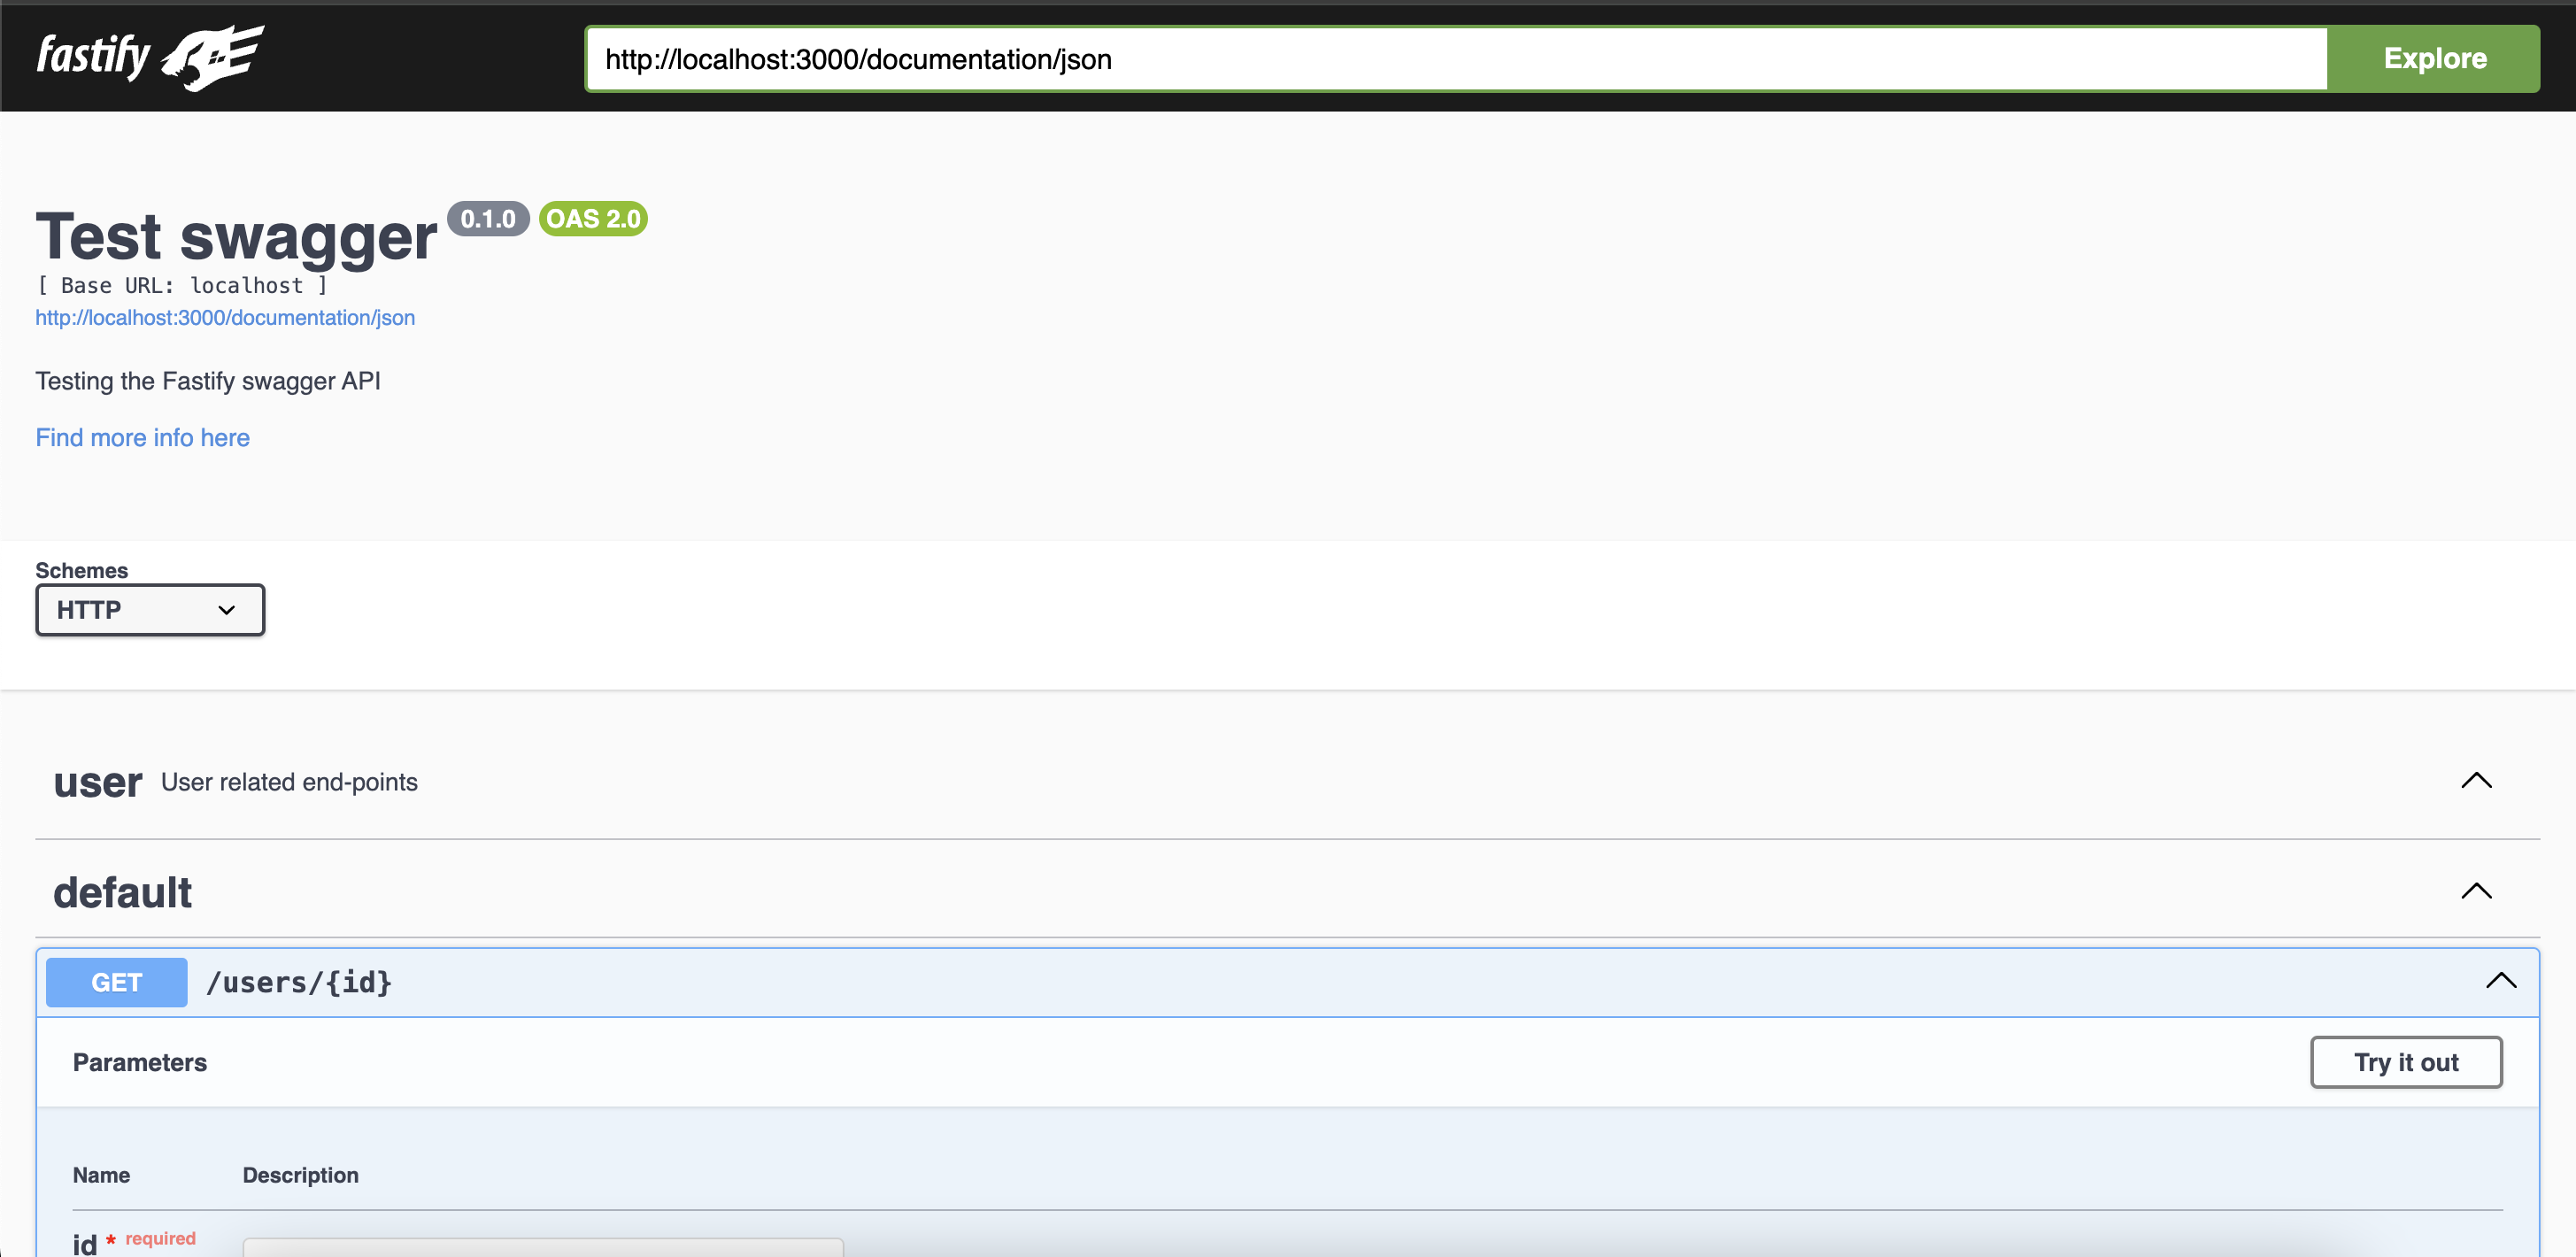 fastify
http://localhost:3000/documentation/json
Explore
Test swagger 0.1.0 OAS 2.0
[ Base URL: localhost ]
http://localhost:3000/documentation/json
Testing the Fastify swagger API
Find more info here
Schemes
HTTP
user User related end-points
default
GET /users/{id}
Parameters
Try it out
Name Description
id * required